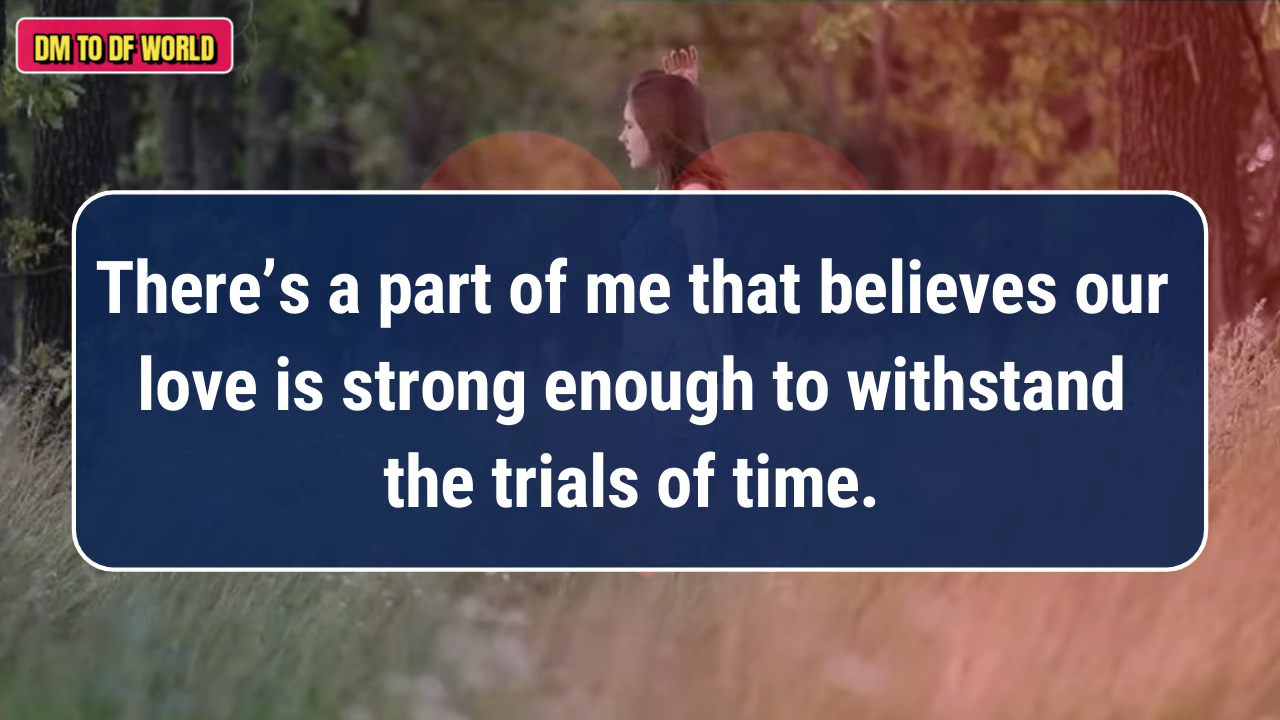 DM TO DF WORLD
There’s a part of me that believes our
love is strong enough to withstand
the trials of time.